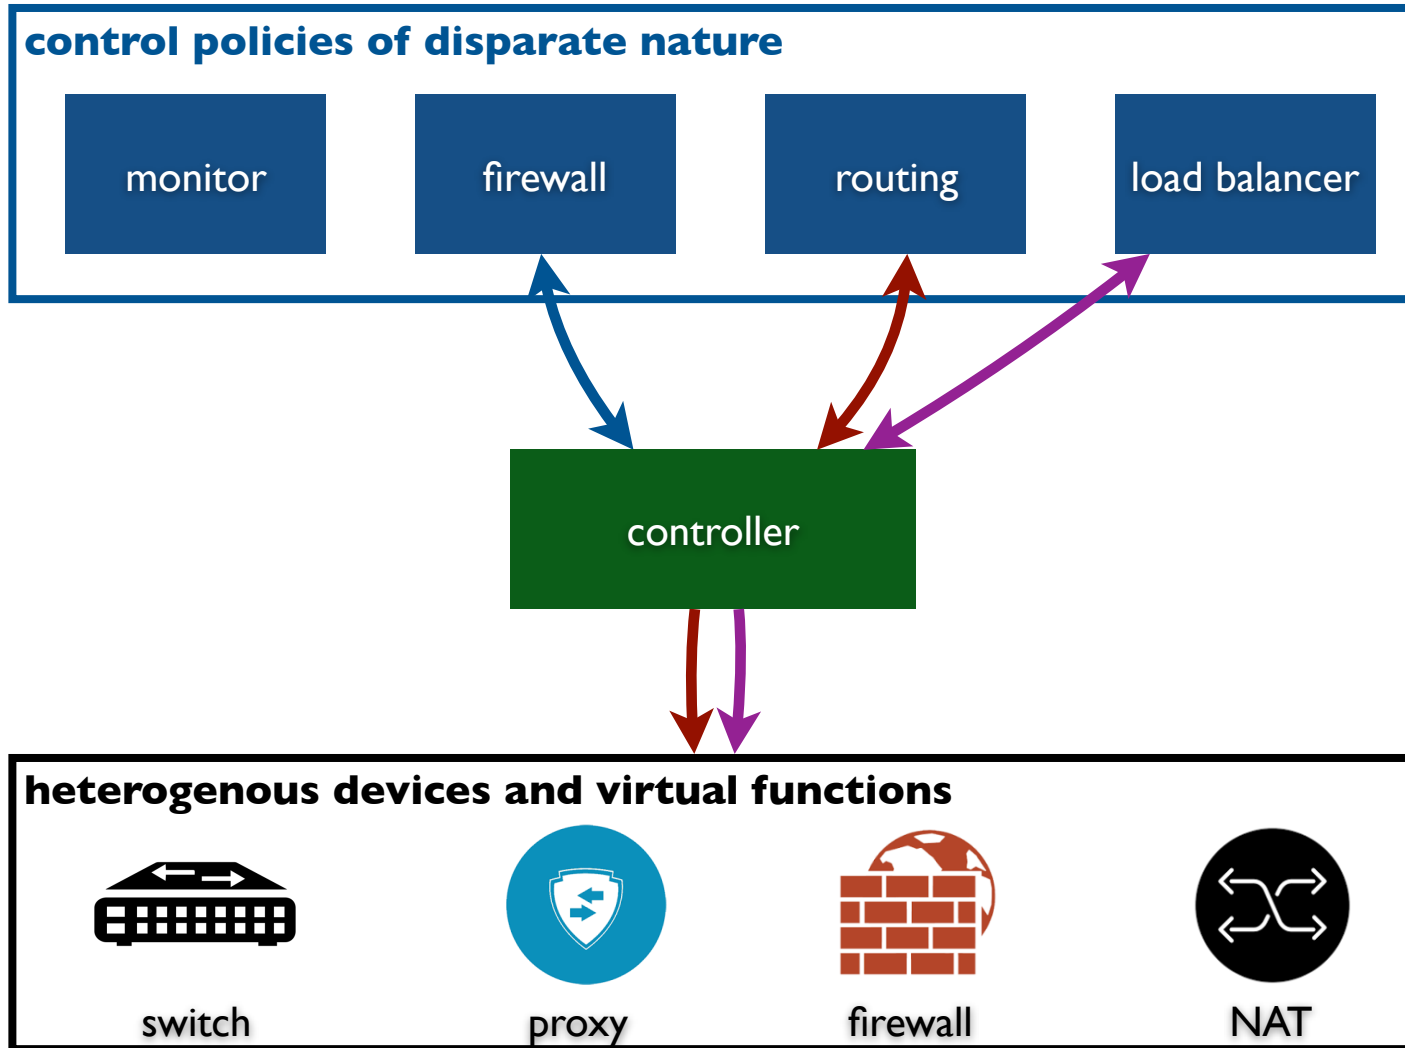 control policies of disparate nature
monitor
firewall
routing
load balancer
controller
heterogenous devices and virtual functions
switch
proxy
firewall
NAT